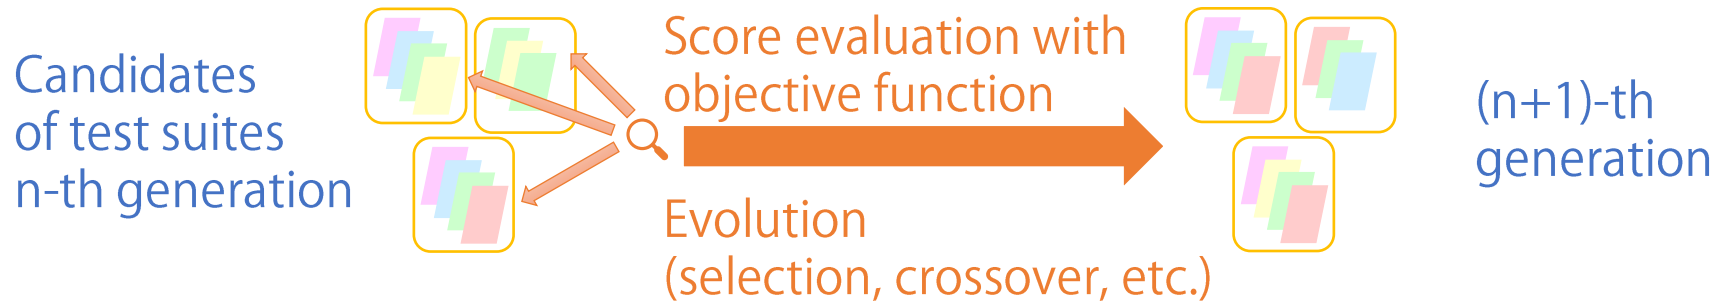 Candidates
of test suites
n-th generation
Score evaluation with
objective function
Evolution
(selection, crossover, etc.)
(n+1)-th
generation